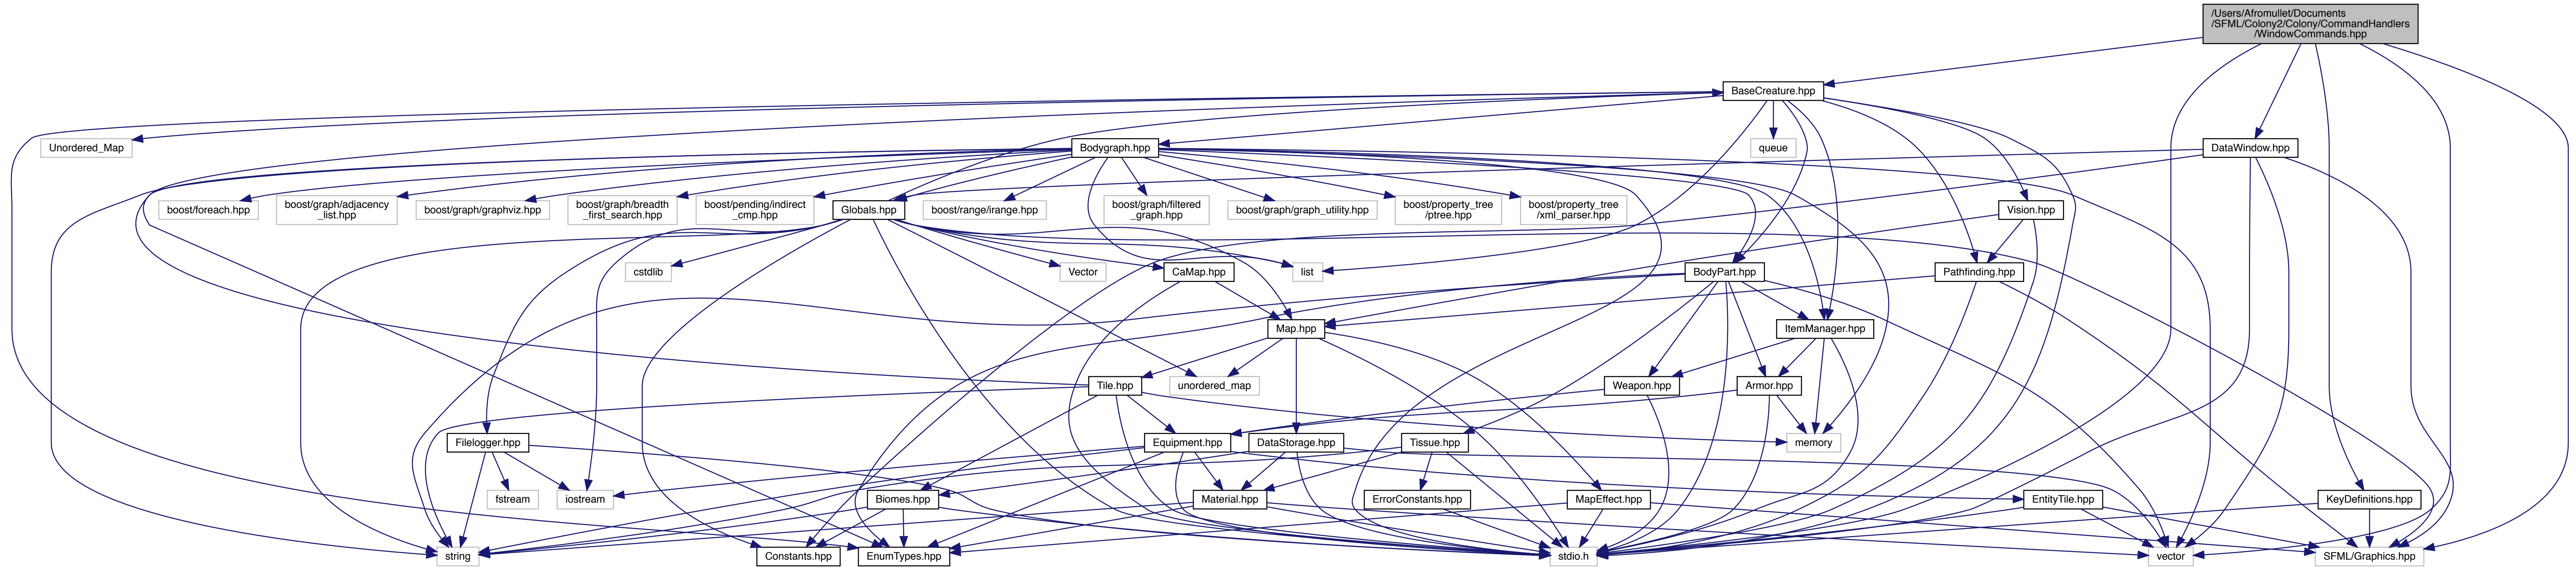 /Users/Afromullet/Documents
/SFML/Colony2/Colony/CommandHandlers
/WindowCommands.hpp
BaseCreature.hpp
Unordered_Map
Bodygraph.hpp
queue
DataWindow.hpp
boost/foreach.hpp
boost/graph/adjacency
_list.hpp
boost/graph/graphviz.hpp
boost/graph/breadth
_first_search.hpp
boost/pending/indirect
_cmp.hpp
Globals.hpp
boost/range/irange.hpp
boost/graph/filtered
_graph.hpp
boost/graph/graph_utility.hpp
boost/property_tree
/ptree.hpp
boost/property_tree
/xml_parser.hpp
Vision.hpp
cstdlib
Vector
CaMap.hpp
list
BodyPart.hpp
Pathfinding.hpp
Map.hpp
ItemManager.hpp
Tile.hpp
unordered_map
Weapon.hpp
Armor.hpp
Filelogger.hpp
Equipment.hpp
DataStorage.hpp
Tissue.hpp
memory
fstream
iostream
Biomes.hpp
Material.hpp
ErrorConstants.hpp
MapEffect.hpp
EntityTile.hpp
KeyDefinitions.hpp
string
Constants.hpp
EnumTypes.hpp
stdio.h
vector
SFML/Graphics.hpp